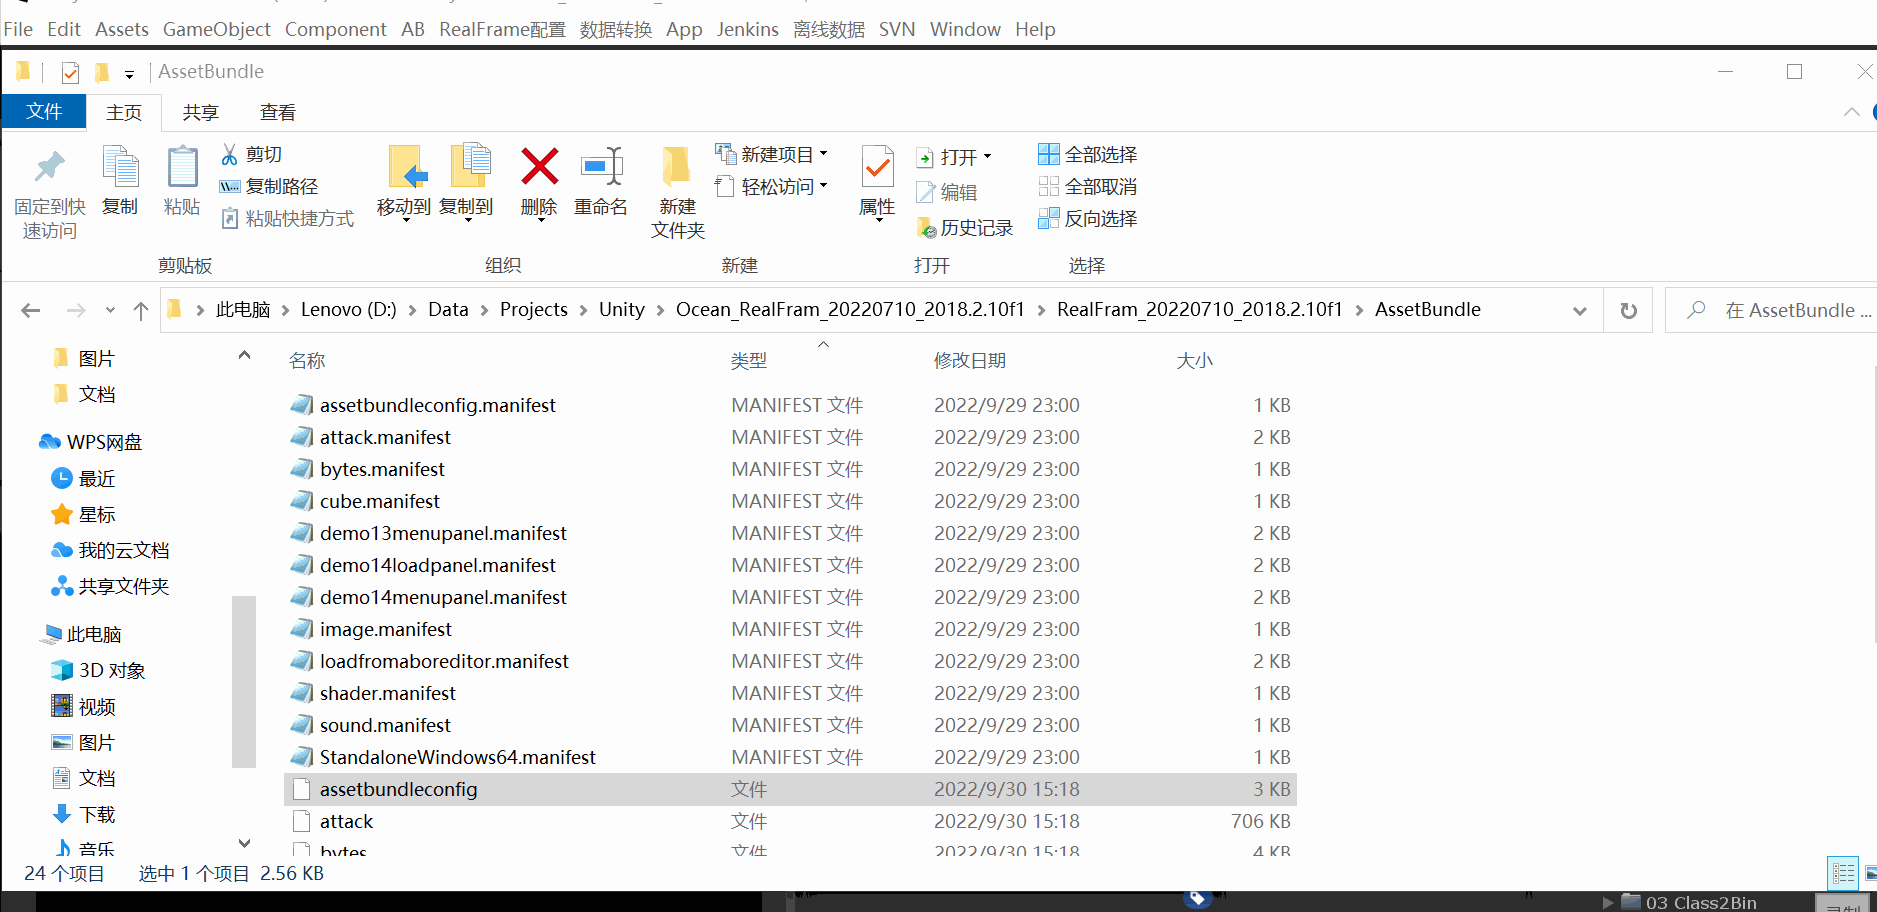 File Edit Assets GameObject Component AB RealFrame配置 数据转换 App Jenkins 离线数据 SVN Window Help
AssetBundle
文件 主页 共享 查看
固定到快速访问
复制
粘贴
剪切
复制路径
粘贴快捷方式
剪贴板
移动到 复制到 删除 重命名
组织
新建
文件夹
新建项目
轻松访问
新建
属性
打开
编辑
历史记录
打开
全部选择
全部取消
反向选择
选择
此电脑 Lenovo (D:) Data Projects Unity Ocean_RealFram_20220710_2018.2.10f1 RealFram_20220710_2018.2.10f1 AssetBundle
在 AssetBundle ...
图片
文档
WPS网盘
最近
星标
我的云文档
共享文件夹
此电脑
3D 对象
视频
图片
文档
下载
音乐
名称 类型 修改日期 大小
assetbundleconfig.manifest MANIFEST 文件 2022/9/29 23:00 1 KB
attack.manifest MANIFEST 文件 2022/9/29 23:00 2 KB
bytes.manifest MANIFEST 文件 2022/9/29 23:00 1 KB
cube.manifest MANIFEST 文件 2022/9/29 23:00 1 KB
demo13menupanel.manifest MANIFEST 文件 2022/9/29 23:00 2 KB
demo14loadpanel.manifest MANIFEST 文件 2022/9/29 23:00 2 KB
demo14menupanel.manifest MANIFEST 文件 2022/9/29 23:00 2 KB
image.manifest MANIFEST 文件 2022/9/29 23:00 1 KB
loadfromaboreditor.manifest MANIFEST 文件 2022/9/29 23:00 2 KB
shader.manifest MANIFEST 文件 2022/9/29 23:00 1 KB
sound.manifest MANIFEST 文件 2022/9/29 23:00 1 KB
StandaloneWindows64.manifest MANIFEST 文件 2022/9/29 23:00 1 KB
assetbundleconfig 文件 2022/9/30 15:18 3 KB
attack 文件 2022/9/30 15:18 706 KB
bytes 文件 2022/9/30 15:18 4 KB
24 个项目 选中 1 个项目 2.56 KB
03 Class2Bin